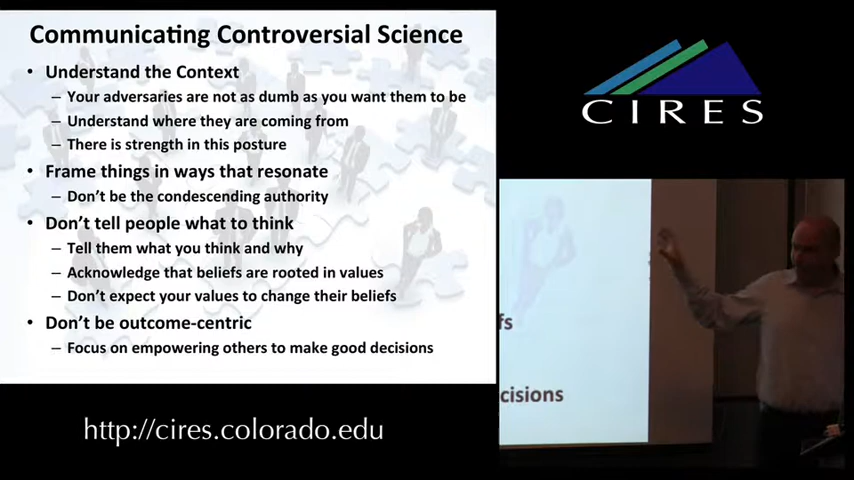 Communicating Controversial Science
• Understand the Context
– Your adversaries are not as dumb as you want them to be
– Understand where they are coming from
– There is strength in this posture
• Frame things in ways that resonate
– Don't be the condescending authority
• Don't tell people what to think
– Tell them what you think and why
– Acknowledge that beliefs are rooted in values
– Don't expect your values to change their beliefs
• Don't be outcome-centric
– Focus on empowering others to make good decisions
http://cires.colorado.edu
CIRES
fs
cisions